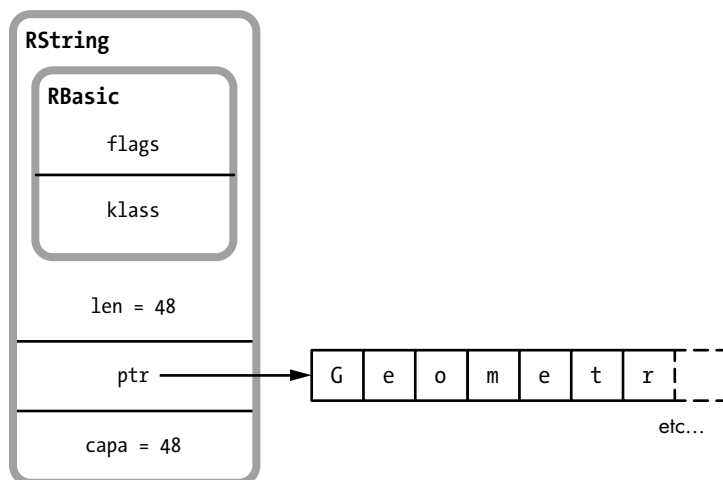 RString
RBasic
flags
klass
len = 48
ptr
G e o m e t r
etc...
capa = 48